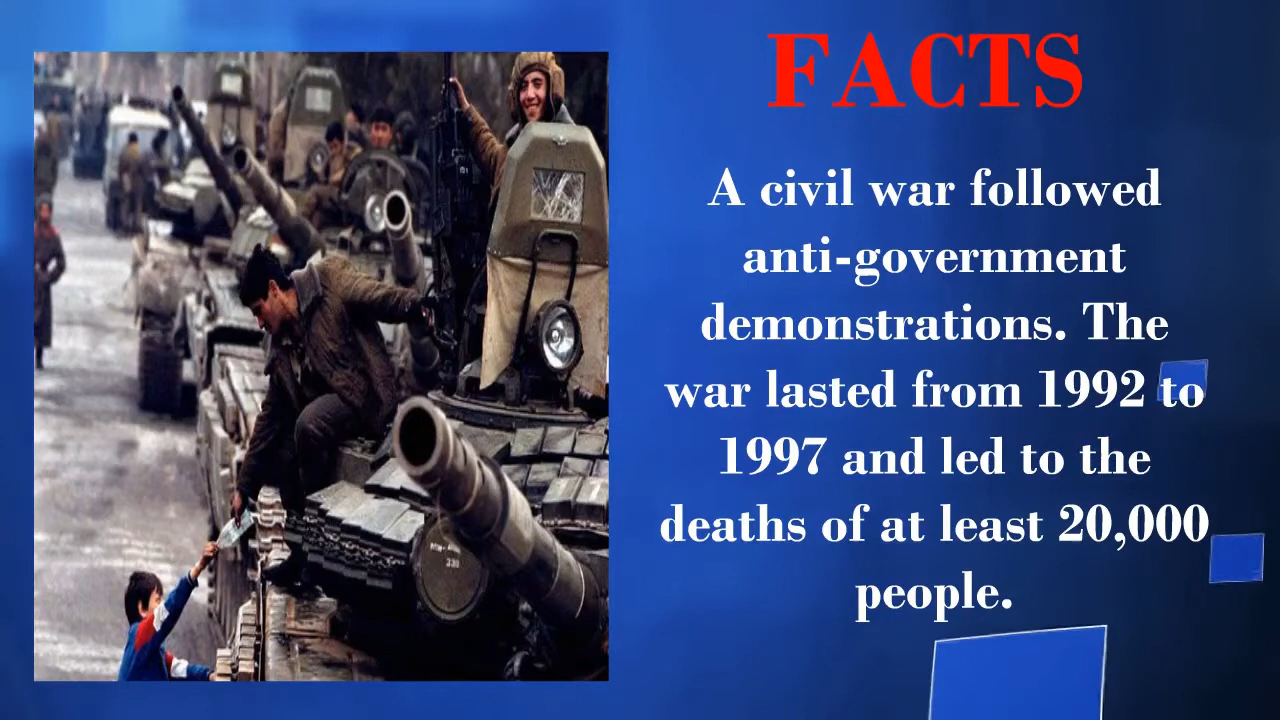 FACTS
A civil war followed
anti-government
demonstrations. The
war lasted from 1992 to
1997 and led to the
deaths of at least 20,000
people.